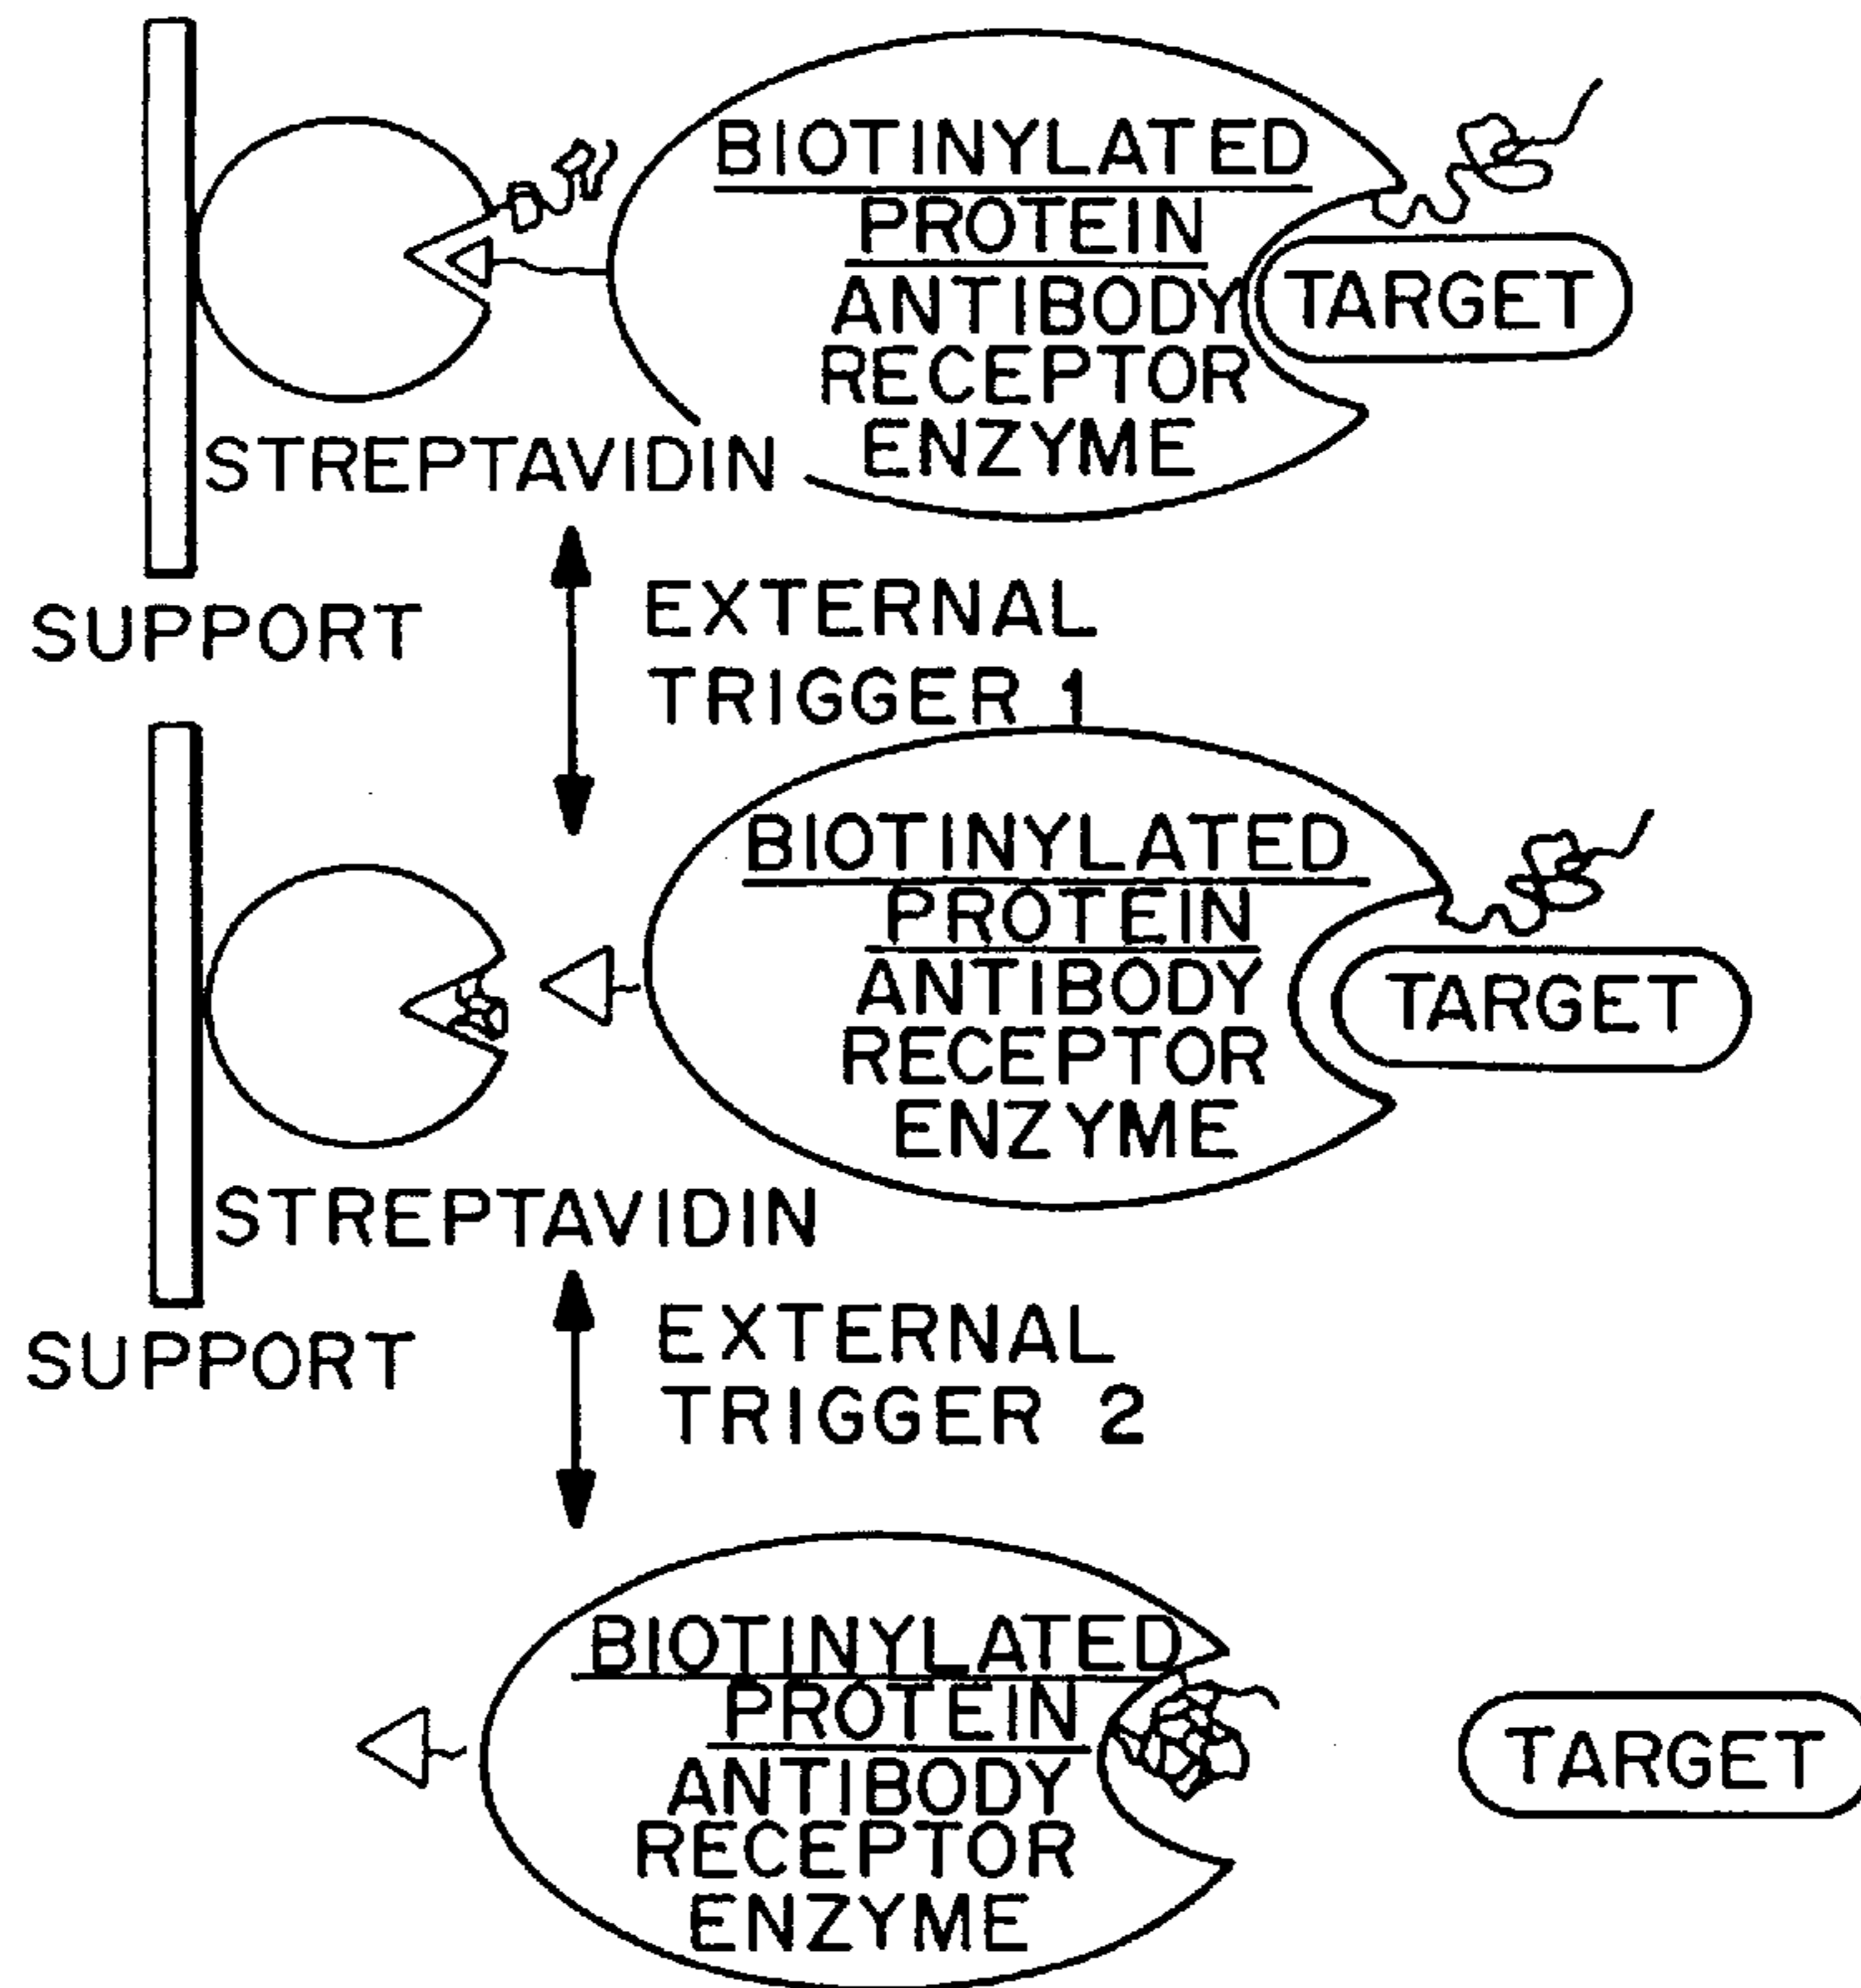 BIOTINYLATED
PROTEIN
ANTIBODY
RECEPTOR
ENZYME
TARGET
STREPTAVIDIN
SUPPORT
EXTERNAL
TRIGGER 1
BIOTINYLATED
PROTEIN
ANTIBODY
RECEPTOR
ENZYME
TARGET
STREPTAVIDIN
SUPPORT
EXTERNAL
TRIGGER 2
BIOTINYLATED
PROTEIN
ANTIBODY
RECEPTOR
ENZYME
TARGET